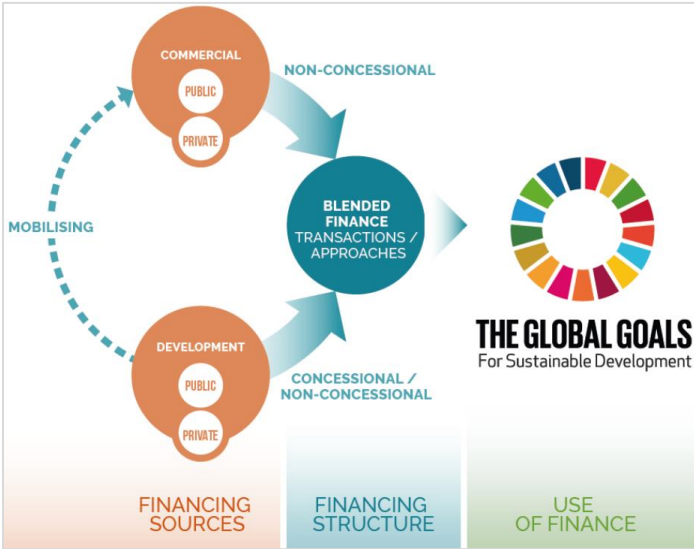 COMMERCIAL
PUBLIC
PRIVATE
NON-CONCESSIONAL
MOBILISING
BLENDED
FINANCE
TRANSACTIONS /
APPROACHES
DEVELOPMENT
PUBLIC
PRIVATE
CONCESSIONAL /
NON-CONCESSIONAL
THE GLOBAL GOALS
For Sustainable Development
FINANCING
SOURCES
FINANCING
STRUCTURE
USE
OF FINANCE